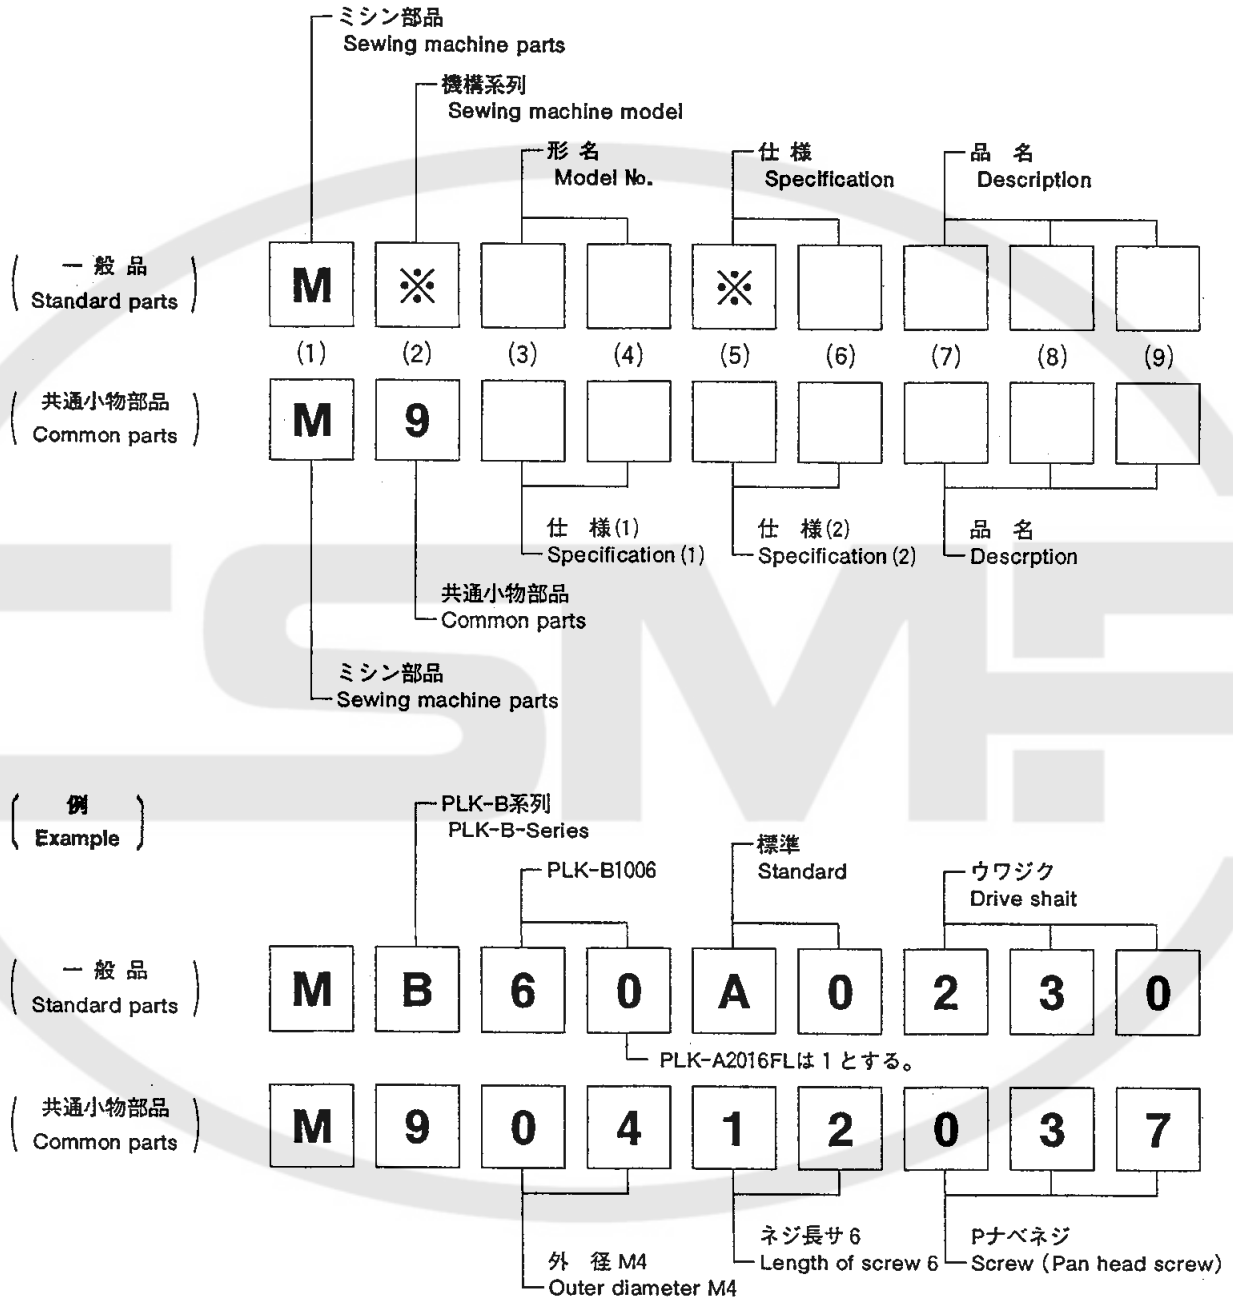 ミシン部品
Sewing machine parts
機構系列
Sewing machine model
形 名
Model No.
仕 様
Specification
品 名
Description
一 般 品
Standard parts
M ※ ※
(1) (2) (3) (4) (5) (6) (7) (8) (9)
共通小物部品
Common parts
M 9
仕 様(1)
Specification (1)
仕 様(2)
Specification (2)
品 名
Descrption
共通小物部品
Common parts
ミシン部品
Sewing machine parts
例
Example
PLK-B系列
PLK-B-Series
PLK-B1006
標準
Standard
ウワジク
Drive shait
一 般 品
Standard parts
M B 6 0 A 0 2 3 0
PLK-A2016FLは 1 とする。
共通小物部品
Common parts
M 9 0 4 1 2 0 3 7
外 径 M4
Outer diameter M4
ネジ長サ 6
Length of screw 6
Pナベネジ
Screw (Pan head screw)